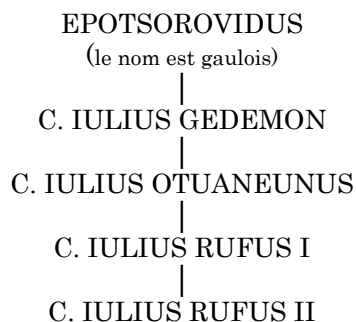 EPOTSOROVIDUS
(le nom est gaulois)
C. IULIUS GEDEMON
C. IULIUS OTUANEUNUS
C. IULIUS RUFUS I
C. IULIUS RUFUS II